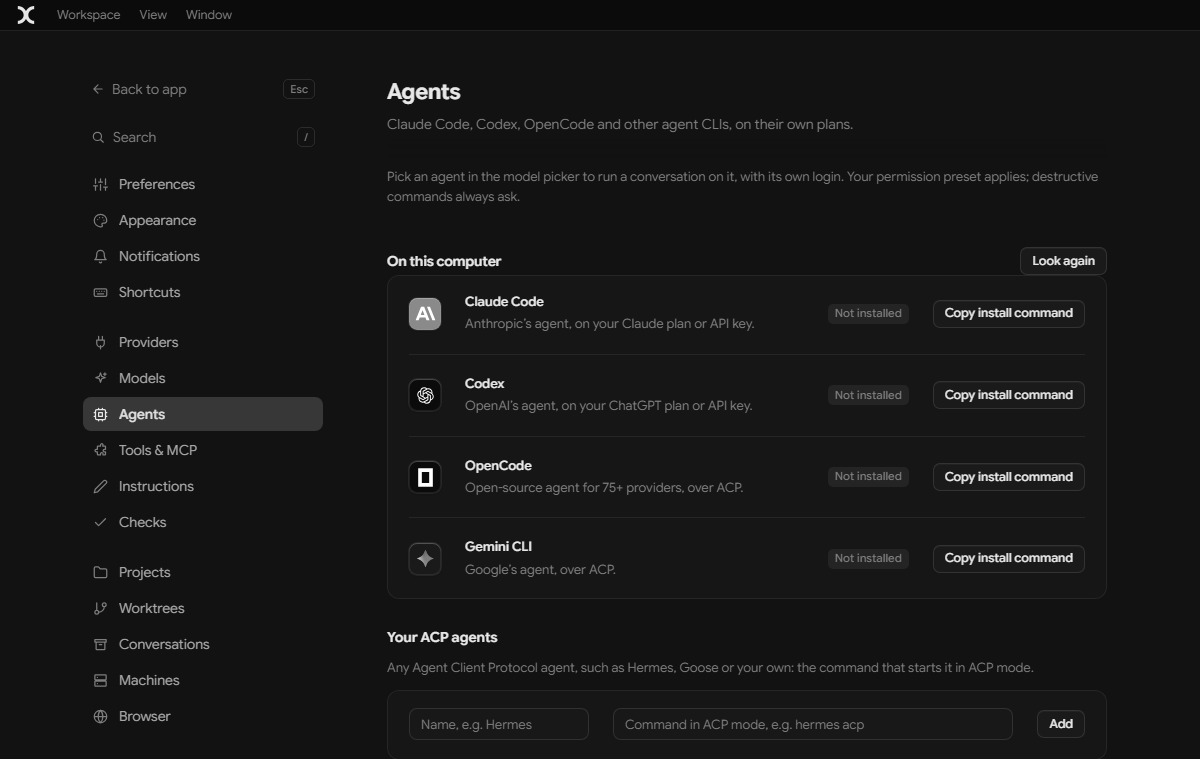 Workspace View Window
Back to app Esc
Search /
Preferences
Appearance
Notifications
Shortcuts
Providers
Models
Agents
Tools & MCP
Instructions
Checks
Projects
Worktrees
Conversations
Machines
Browser
Agents
Claude Code, Codex, OpenCode and other agent CLIs, on their own plans.
Pick an agent in the model picker to run a conversation on it, with its own login. Your permission preset applies; destructive
commands always ask.
On this computer Look again
Claude Code
Anthropic's agent, on your Claude plan or API key.
Not installed Copy install command
Codex
OpenAI's agent, on your ChatGPT plan or API key.
Not installed Copy install command
OpenCode
Open-source agent for 75+ providers, over ACP.
Not installed Copy install command
Gemini CLI
Google's agent, over ACP.
Not installed Copy install command
Your ACP agents
Any Agent Client Protocol agent, such as Hermes, Goose or your own: the command that starts it in ACP mode.
Name, e.g. Hermes Command in ACP mode, e.g. hermes acp Add